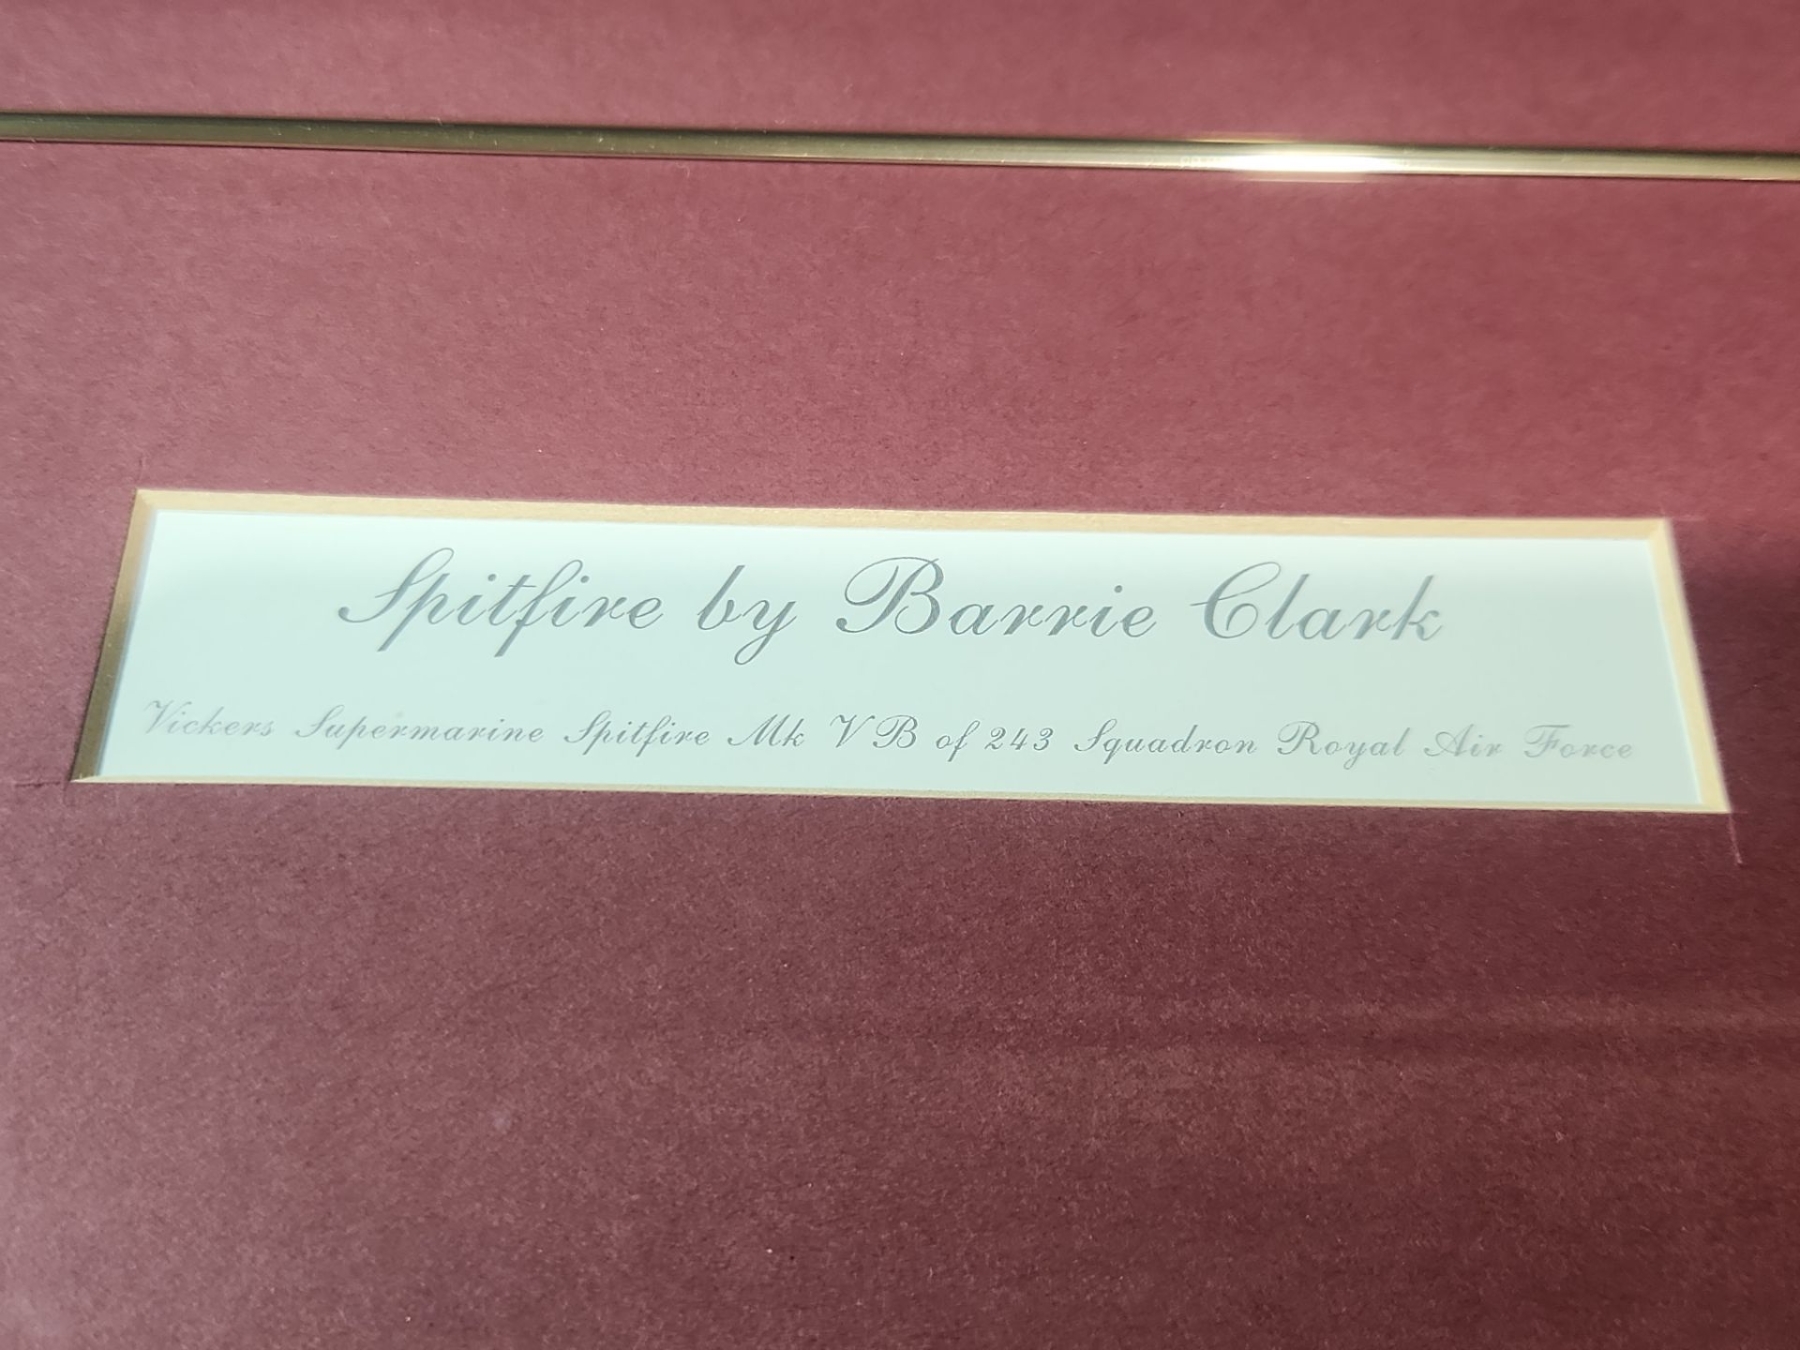 Spitfire by Barrie Clark
Vickers Supermarine Spitfire Mk VB of 243 Squadron Royal Air Force